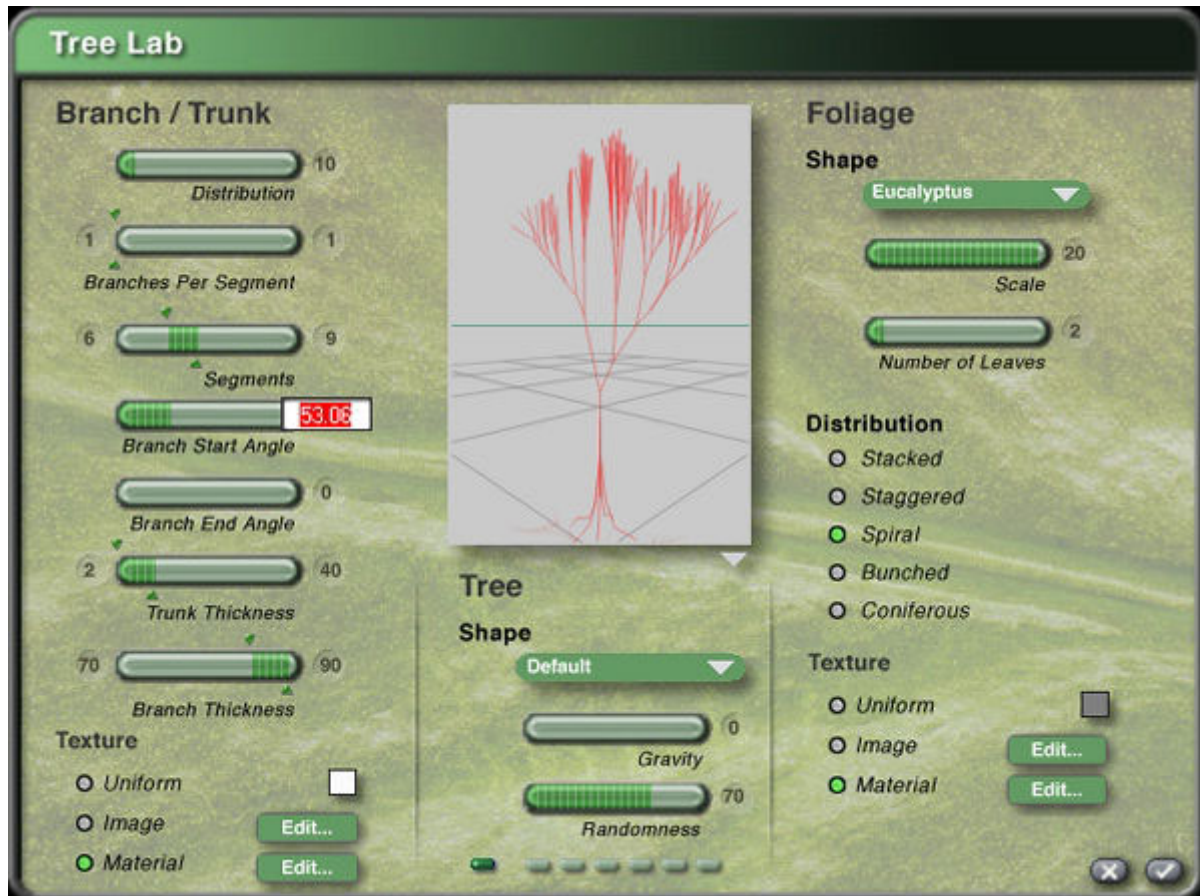 Tree Lab
Branch / Trunk
10
Distribution
1 1
Branches Per Segment
6 9
Segments
53.06
Branch Start Angle
0
Branch End Angle
2 40
Trunk Thickness
70 90
Branch Thickness
Texture
Uniform
Image Edit...
Material Edit...
Tree
Shape
Default
0
Gravity
70
Randomness
Foliage
Shape
Eucalyptus
20
Scale
2
Number of Leaves
Distribution
Stacked
Staggered
Spiral
Bunched
Coniferous
Texture
Uniform
Image Edit...
Material Edit...